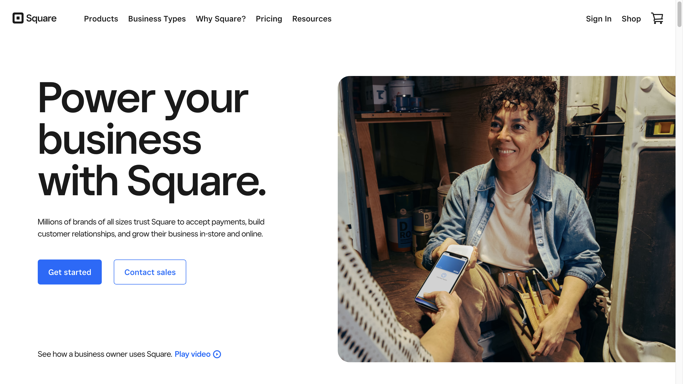 Square
Products Business Types Why Square? Pricing Resources
Sign In Shop
Power your
business
with Square.
Millions of brands of all sizes trust Square to accept payments, build
customer relationships, and grow their business in-store and online.
Get started Contact sales
See how a business owner uses Square. Play video